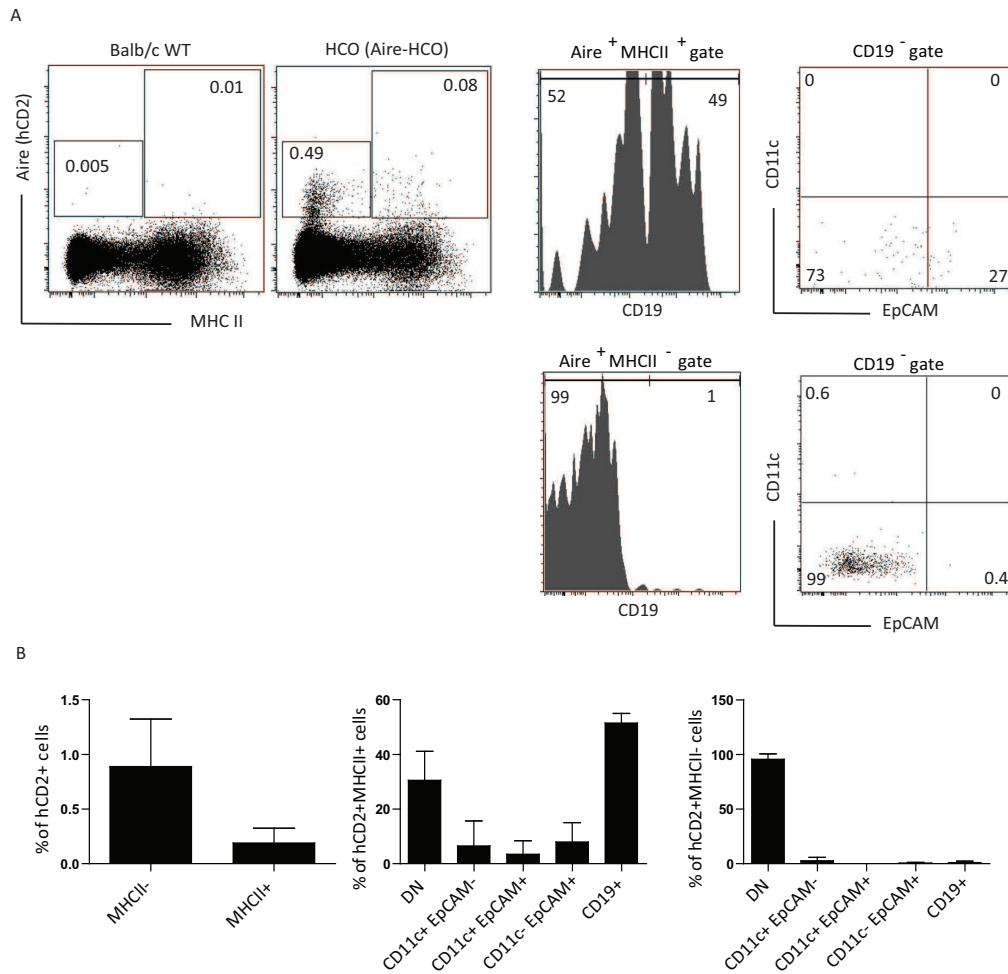 A
Balb/c WT
HCO (Aire-HCO)
Aire + MHCII + gate
CD19 - gate
Aire (hCD2)
0.01
0.005
0.08
0.49
MHC II
52
49
CD19
CD11c
0
0
73
27
EpCAM
Aire + MHCII - gate
CD19 - gate
99
1
CD19
CD11c
0.6
0
99
0.4
EpCAM
B
% of hCD2+ cells
1.5
1.0
0.5
0.0
MHCII-
MHCII+
% of hCD2+MHCII+ cells
60
40
20
0
DN
CD11c+ EpCAM-
CD11c+ EpCAM+
CD11c- EpCAM+
CD19+
% of hCD2+MHCII- cells
150
100
50
0
DN
CD11c+ EpCAM-
CD11c+ EpCAM+
CD11c- EpCAM+
CD19+